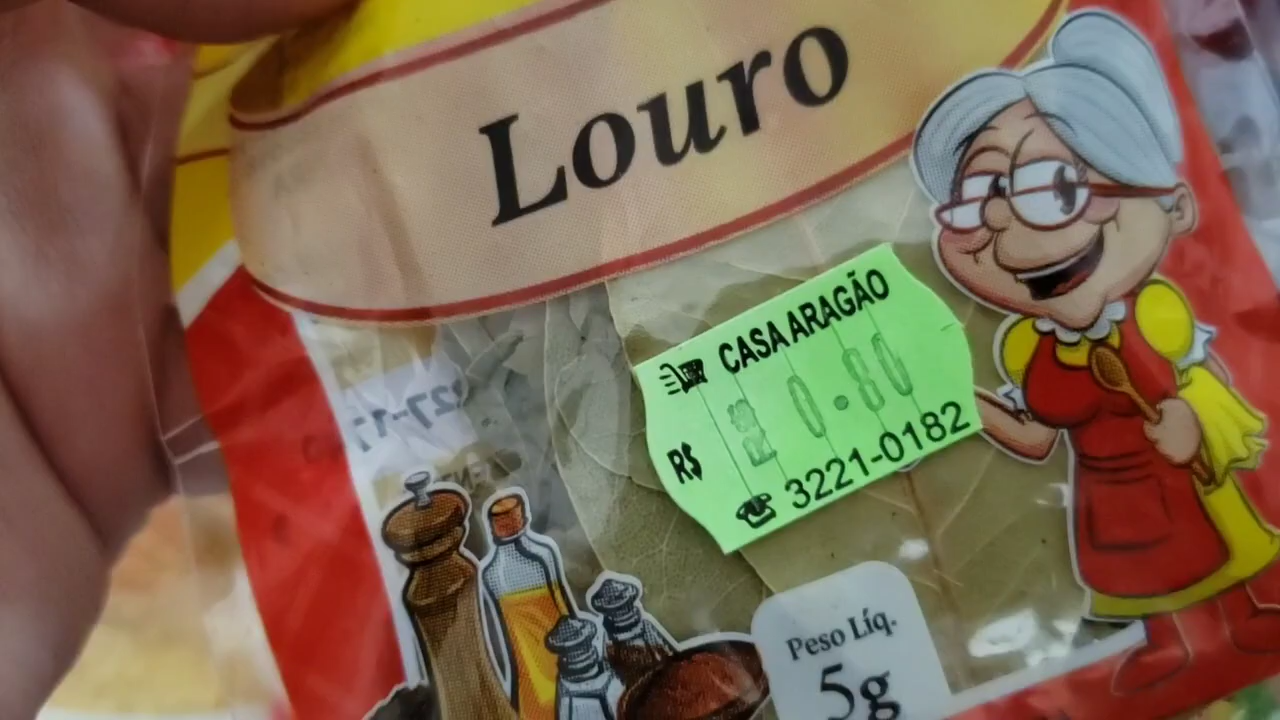 Louro
CASA ARAGÃO
R$ 0.80
3221-0182
Peso Líq.
5g